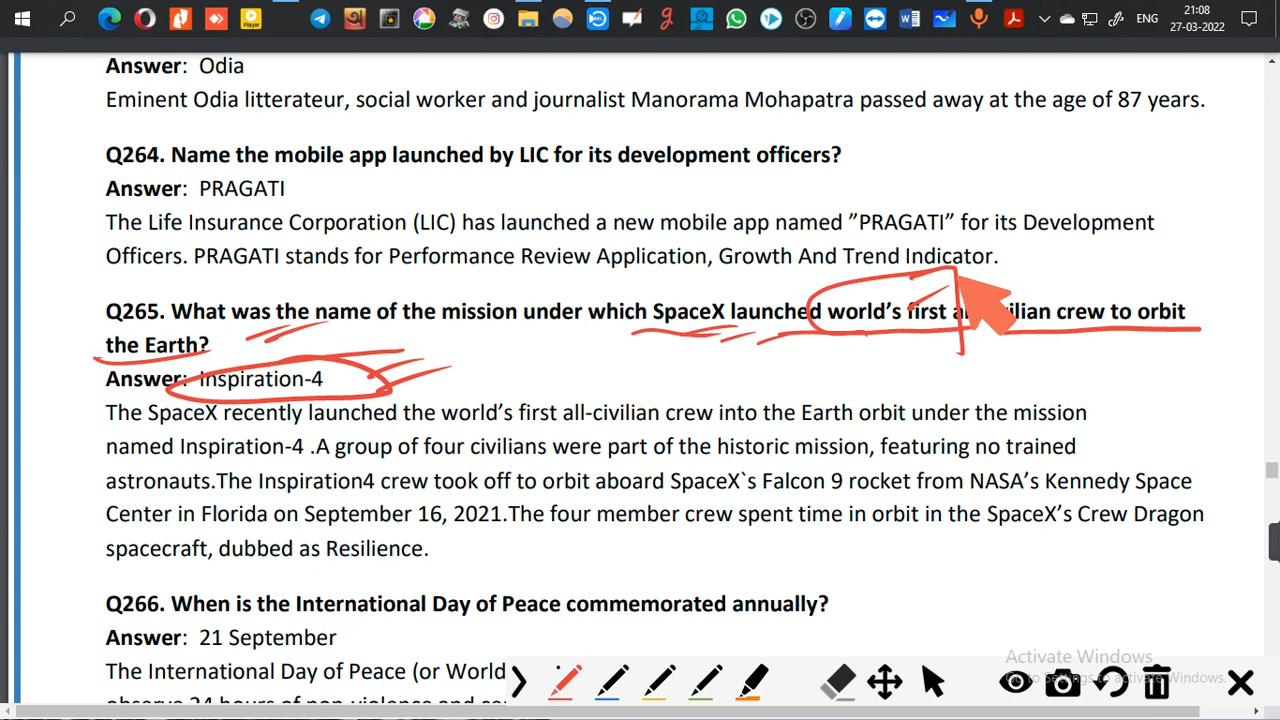 ENG
21:08
27-03-2022
Answer: Odia
Eminent Odia litterateur, social worker and journalist Manorama Mohapatra passed away at the age of 87 years.
Q264. Name the mobile app launched by LIC for its development officers?
Answer: PRAGATI
The Life Insurance Corporation (LIC) has launched a new mobile app named ”PRAGATI” for its Development
Officers. PRAGATI stands for Performance Review Application, Growth And Trend Indicator.
Q265. What was the name of the mission under which SpaceX launched world’s first civilian crew to orbit
the Earth?
Answer: Inspiration-4
The SpaceX recently launched the world’s first all-civilian crew into the Earth orbit under the mission
named Inspiration-4 .A group of four civilians were part of the historic mission, featuring no trained
astronauts.The Inspiration4 crew took off to orbit aboard SpaceX`s Falcon 9 rocket from NASA’s Kennedy Space
Center in Florida on September 16, 2021.The four member crew spent time in orbit in the SpaceX’s Crew Dragon
spacecraft, dubbed as Resilience.
Q266. When is the International Day of Peace commemorated annually?
Answer: 21 September
The International Day of Peace (or World
Activate Windows
Go to Settings to activate Windows.